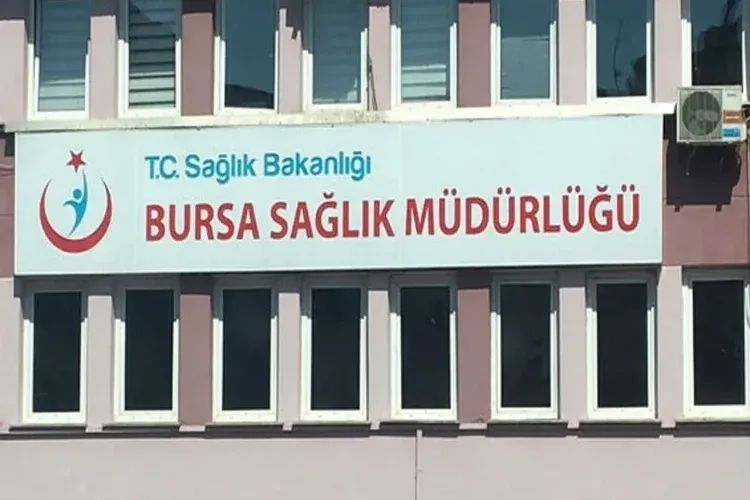 T.C. Sağlık Bakanlığı
BURSA SAĞLIK MÜDÜRLÜĞÜ